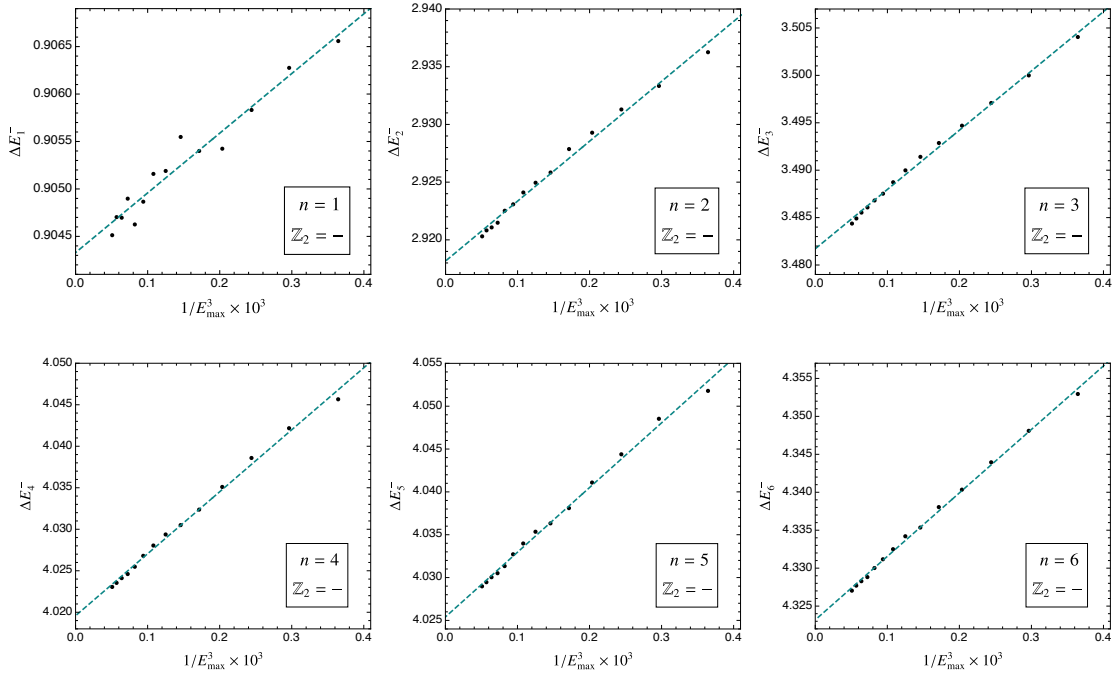 0.9065
0.9060
0.9055
0.9050
0.9045
0.0 0.1 0.2 0.3 0.4
ΔE₁⁻
1/E³max × 10³
n = 1
ℤ₂ = −
2.940
2.935
2.930
2.925
2.920
0.0 0.1 0.2 0.3 0.4
ΔE₂⁻
1/E³max × 10³
n = 2
ℤ₂ = −
3.505
3.500
3.495
3.490
3.485
3.480
0.0 0.1 0.2 0.3 0.4
ΔE₃⁻
1/E³max × 10³
n = 3
ℤ₂ = −
4.050
4.045
4.040
4.035
4.030
4.025
4.020
0.0 0.1 0.2 0.3 0.4
ΔE₄⁻
1/E³max × 10³
n = 4
ℤ₂ = −
4.055
4.050
4.045
4.040
4.035
4.030
4.025
0.0 0.1 0.2 0.3 0.4
ΔE₅⁻
1/E³max × 10³
n = 5
ℤ₂ = −
4.355
4.350
4.345
4.340
4.335
4.330
4.325
0.0 0.1 0.2 0.3 0.4
ΔE₆⁻
1/E³max × 10³
n = 6
ℤ₂ = −